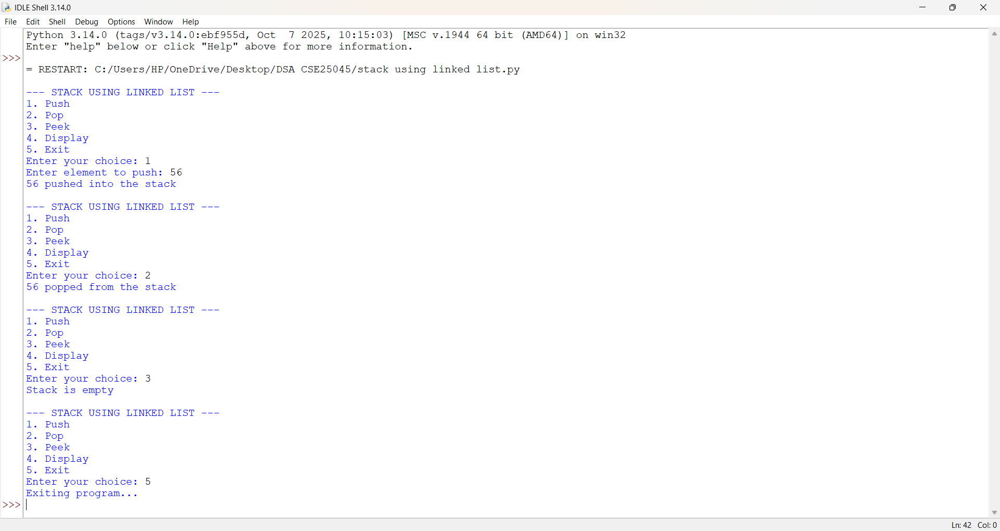 IDLE Shell 3.14.0
File Edit Shell Debug Options Window Help
Python 3.14.0 (tags/v3.14.0:ebf955d, Oct  7 2025, 10:15:03) [MSC v.1944 64 bit (AMD64)] on win32
Enter "help" below or click "Help" above for more information.
>>>
= RESTART: C:/Users/HP/OneDrive/Desktop/DSA CSE25045/stack using linked list.py
--- STACK USING LINKED LIST ---
1. Push
2. Pop
3. Peek
4. Display
5. Exit
Enter your choice: 1
Enter element to push: 56
56 pushed into the stack
--- STACK USING LINKED LIST ---
1. Push
2. Pop
3. Peek
4. Display
5. Exit
Enter your choice: 2
56 popped from the stack
--- STACK USING LINKED LIST ---
1. Push
2. Pop
3. Peek
4. Display
5. Exit
Enter your choice: 3
Stack is empty
--- STACK USING LINKED LIST ---
1. Push
2. Pop
3. Peek
4. Display
5. Exit
Enter your choice: 5
Exiting program...
>>>
Ln: 42 Col: 0